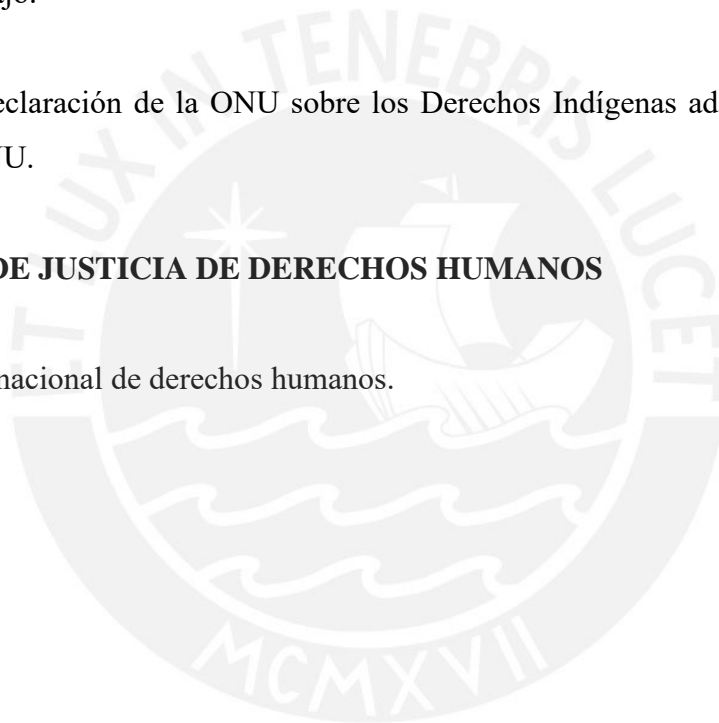 eclaración de la ONU sobre los Derechos Indígenas ad
U.
DE JUSTICIA DE DERECHOS HUMANOS
nacional de derechos humanos.
ET LUX IN TENEBRIS LUCET
MCMXVII